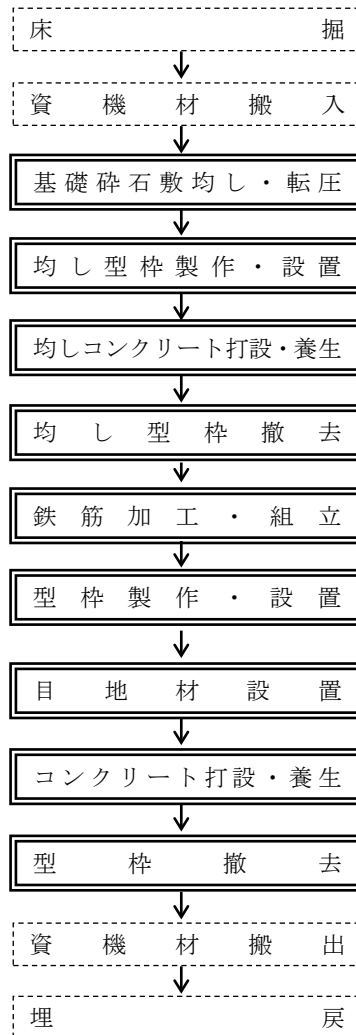 床掘
資機材搬入
基礎砕石敷均し・転圧
均し型枠製作・設置
均しコンクリート打設・養生
均し型枠撤去
鉄筋加工・組立
型枠製作・設置
目地材設置
コンクリート打設・養生
型枠撤去
資機材搬出
埋戻